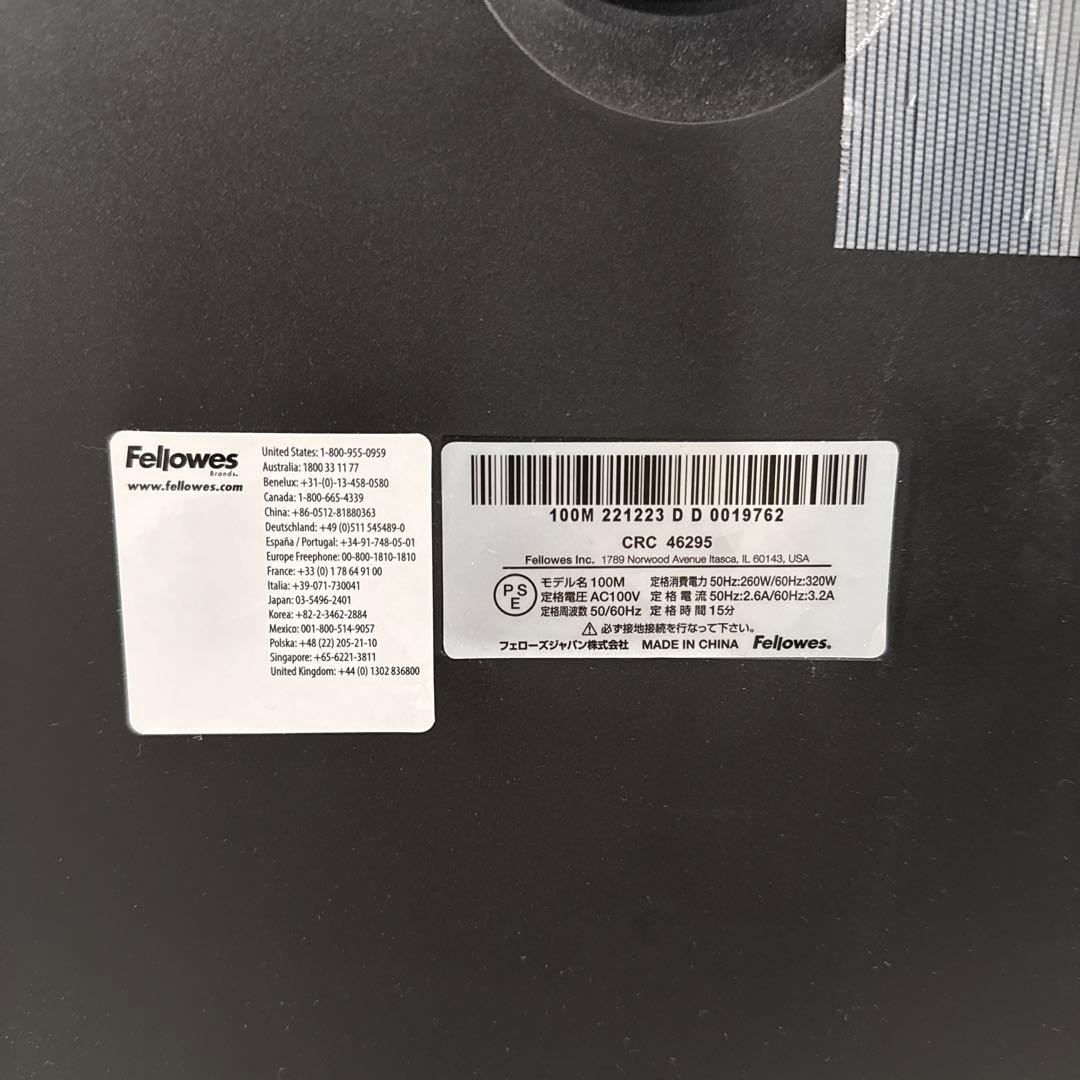 Fellowes
Brands™
www.fellowes.com
United States: 1-800-955-0959
Australia: 1800 33 11 77
Benelux: +31-(0)-13-458-0580
Canada: 1-800-665-4339
China: +86-0512-81880363
Deutschland: +49 (0)511 545489-0
España / Portugal: +34-91-748-05-01
Europe Freephone: 00-800-1810-1810
France: +33 (0) 1 78 64 91 00
Italia: +39-071-730041
Japan: 03-5496-2401
Korea: +82-2-3462-2884
Mexico: 001-800-514-9057
Polska: +48 (22) 205-21-10
Singapore: +65-6221-3811
United Kingdom: +44 (0) 1302 836800
100M 221223 D D 0019762
CRC 46295
Fellowes Inc. 1789 Norwood Avenue Itasca, IL 60143, USA
PSE
モデル名 100M 定格消費電力 50Hz:260W/60Hz:320W
定格電圧 AC100V 定格電流 50Hz:2.6A/60Hz:3.2A
定格周波数 50/60Hz 定格時間 15分
⚠ 必ず接地接続を行なって下さい。
フェローズジャパン株式会社 MADE IN CHINA Fellowes®